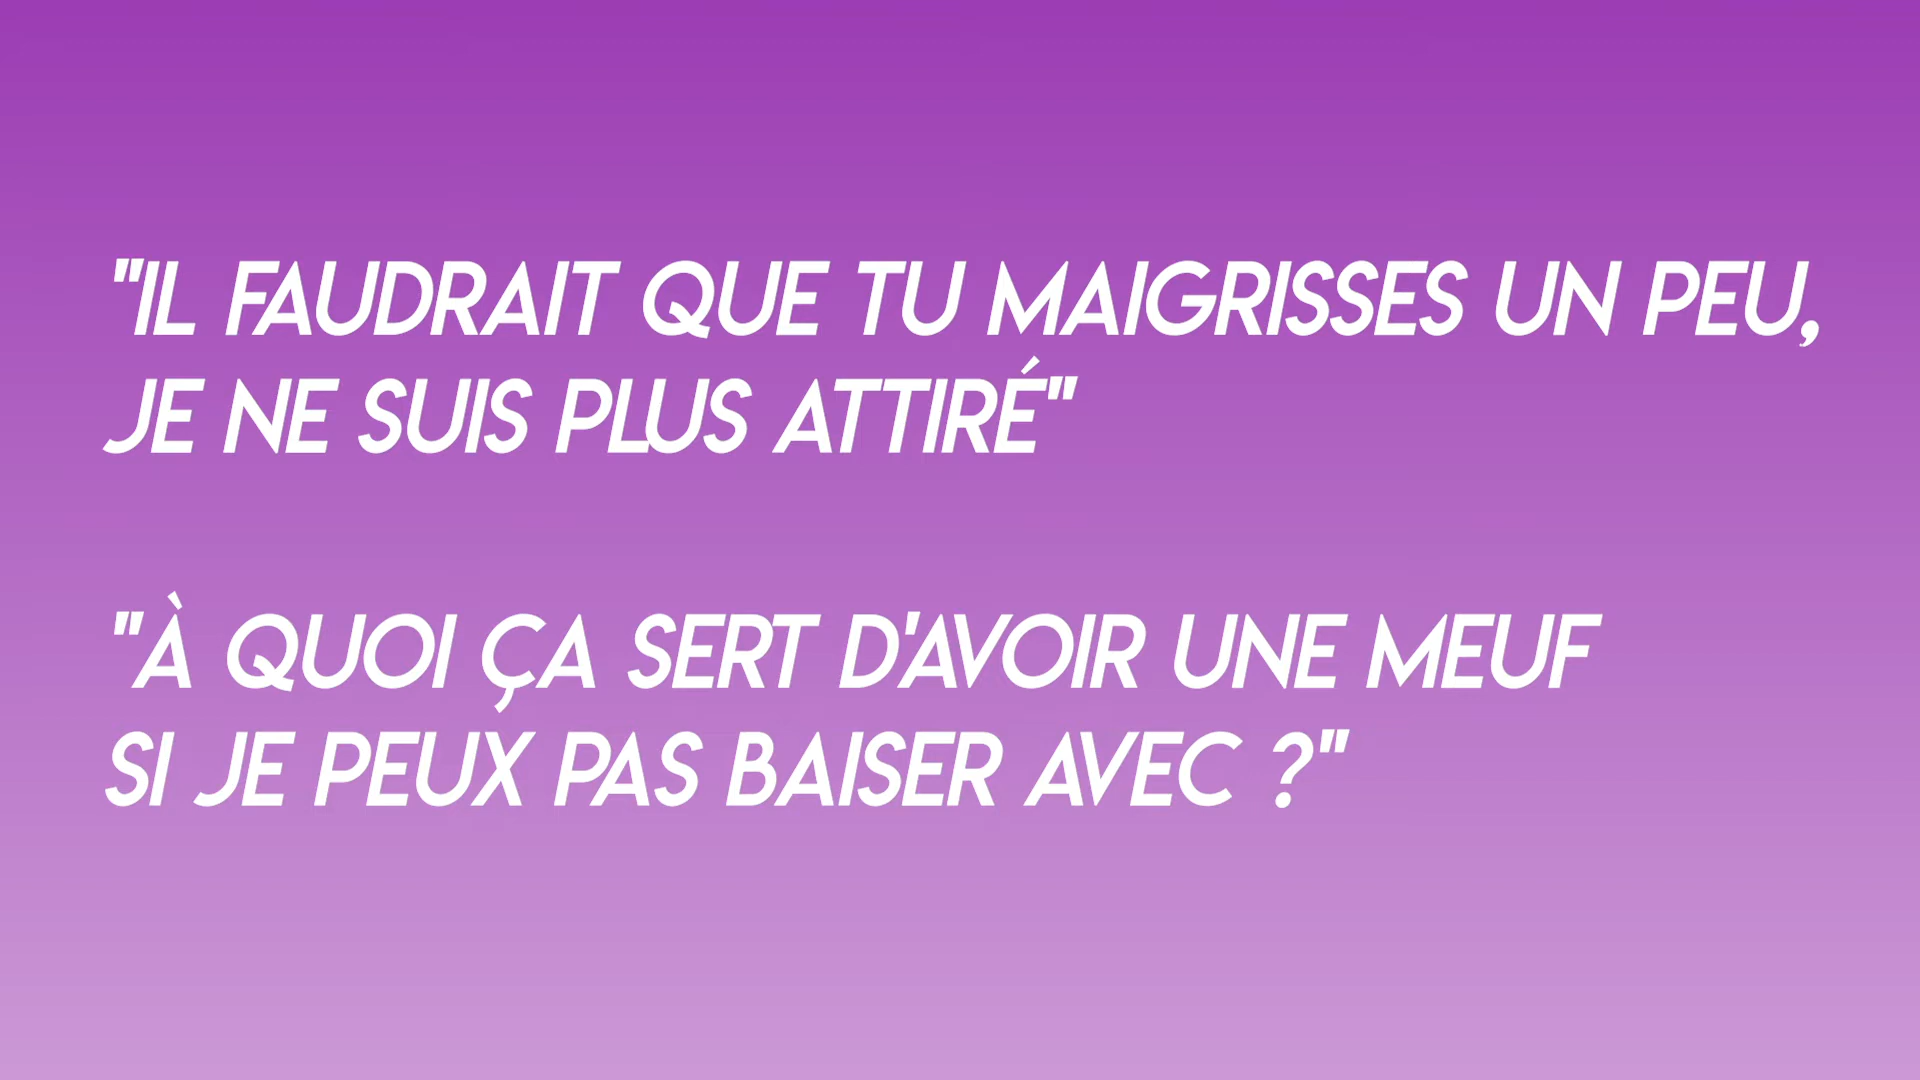 "IL FAUDRAIT QUE TU MAIGRISSES UN PEU,
JE NE SUIS PLUS ATTIRÉ"
"À QUOI ÇA SERT D'AVOIR UNE MEUF
SI JE PEUX PAS BAISER AVEC ?"